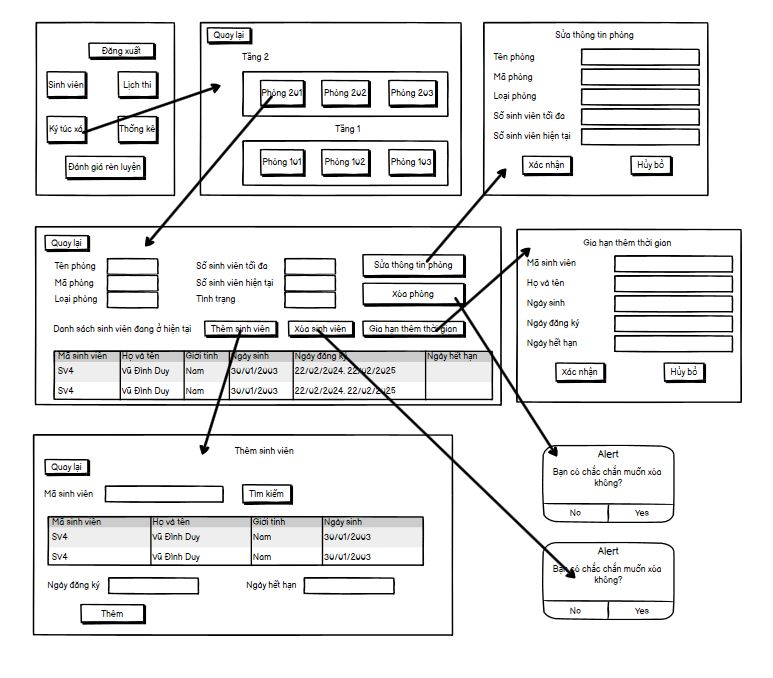 Đăng xuất
Sinh viên
Lịch thi
Ký túc xá
Thống kê
Đánh giá rèn luyện
Quay lại
Tầng 2
Phòng 201
Phòng 202
Phòng 203
Tầng 1
Phòng 101
Phòng 102
Phòng 103
Sửa thông tin phòng
Tên phòng
Mã phòng
Loại phòng
Số sinh viên tối đa
Số sinh viên hiện tại
Xác nhận
Hủy bỏ
Quay lại
Tên phòng
Số sinh viên tối đa
Sửa thông tin phòng
Mã phòng
Số sinh viên hiện tại
Loại phòng
Tình trạng
Xóa phòng
Danh sách sinh viên đang ở hiện tại
Thêm sinh viên
Xóa sinh viên
Gia hạn thêm thời gian
Mã sinh viên Họ và tên Giới tính Ngày sinh Ngày đăng ký Ngày hết hạn
SV4 Vũ Đình Duy Nam 30/01/2003 22/02/2024. 22/02/2025
SV4 Vũ Đình Duy Nam 30/01/2003 22/02/2024. 22/02/2025
Gia hạn thêm thời gian
Mã sinh viên
Họ và tên
Ngày sinh
Ngày đăng ký
Ngày hết hạn
Xác nhận
Hủy bỏ
Thêm sinh viên
Quay lại
Mã sinh viên
Tìm kiếm
Mã sinh viên Họ và tên Giới tính Ngày sinh
SV4 Vũ Đình Duy Nam 30/01/2003
SV4 Vũ Đình Duy Nam 30/01/2003
Ngày đăng ký
Ngày hết hạn
Thêm
Alert
Bạn có chắc chắn muốn xóa
không?
No
Yes
Alert
Bạn có chắc chắn muốn xóa
không?
No
Yes